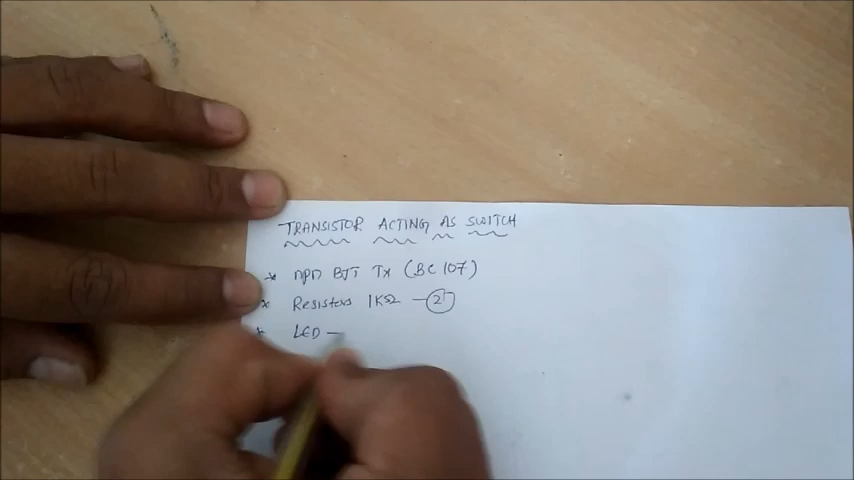 TRANSISTOR ACTING AS SWITCH
* npn BJT Tx (BC 107)
* Resistors 1KΩ — 2
* LED —